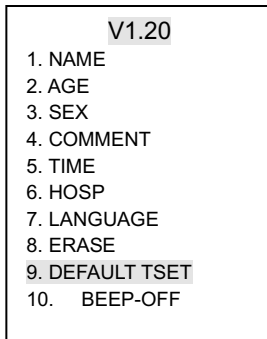 V1.20
1. NAME
2. AGE
3. SEX
4. COMMENT
5. TIME
6. HOSP
7. LANGUAGE
8. ERASE
9. DEFAULT TSET
10. BEEP-OFF